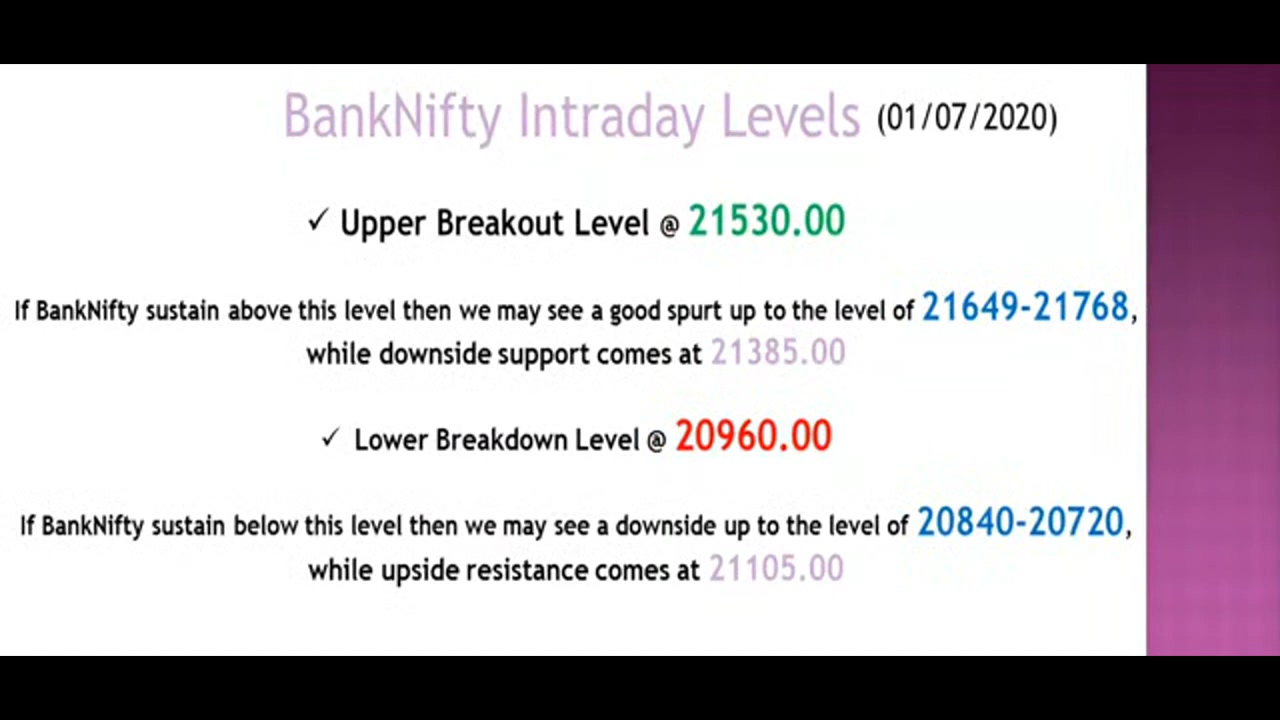 BankNifty Intraday Levels (01/07/2020)
✓ Upper Breakout Level @ 21530.00
If BankNifty sustain above this level then we may see a good spurt up to the level of 21649-21768,
while downside support comes at 21385.00
✓ Lower Breakdown Level @ 20960.00
If BankNifty sustain below this level then we may see a downside up to the level of 20840-20720,
while upside resistance comes at 21105.00